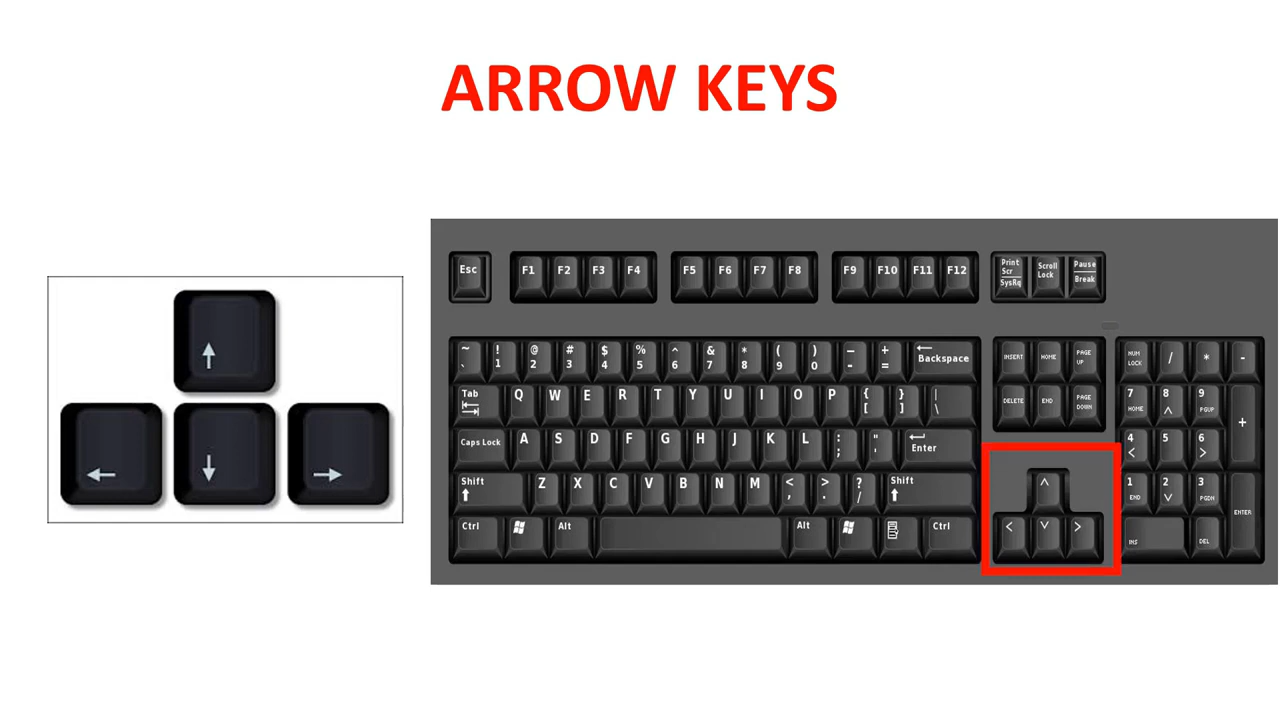 ARROW KEYS
Esc F1 F2 F3 F4 F5 F6 F7 F8 F9 F10 F11 F12 Print Scr SysRq Scroll Lock Pause Break
~ ` ! 1 @ 2 # 3 $ 4 % 5 ^ 6 & 7 * 8 ( 9 ) 0 – - + = ← Backspace INSERT HOME PAGE UP NUM LOCK / * -
Tab Q W E R T Y U I O P { [ } ] | \ DELETE END PAGE DOWN 7 HOME 8 ^ 9 PGUP +
Caps Lock A S D F G H J K L : ; " ' Enter 4 < 5 6 >
Shift Z X C V B N M < , > . ? / Shift ^ 1 END 2 v 3 PGDN ENTER
Ctrl Alt Alt Ctrl < v > INS DEL
↑
← ↓ →